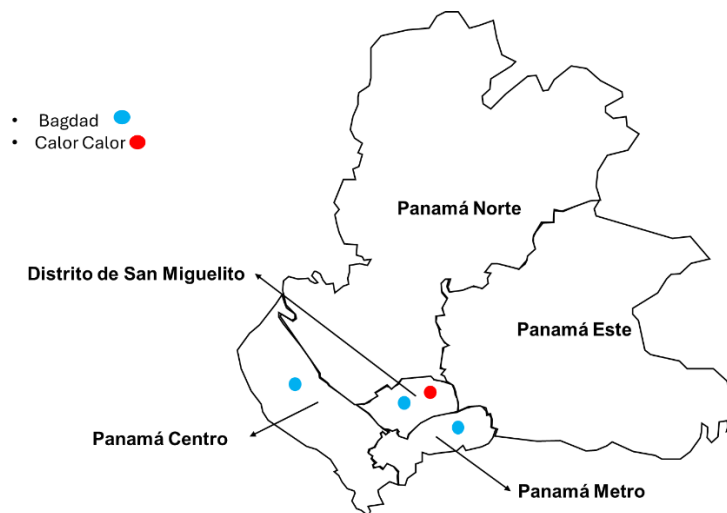 • Bagdad
• Calor Calor
Panamá Norte
Distrito de San Miguelito
Panamá Este
Panamá Centro
Panamá Metro